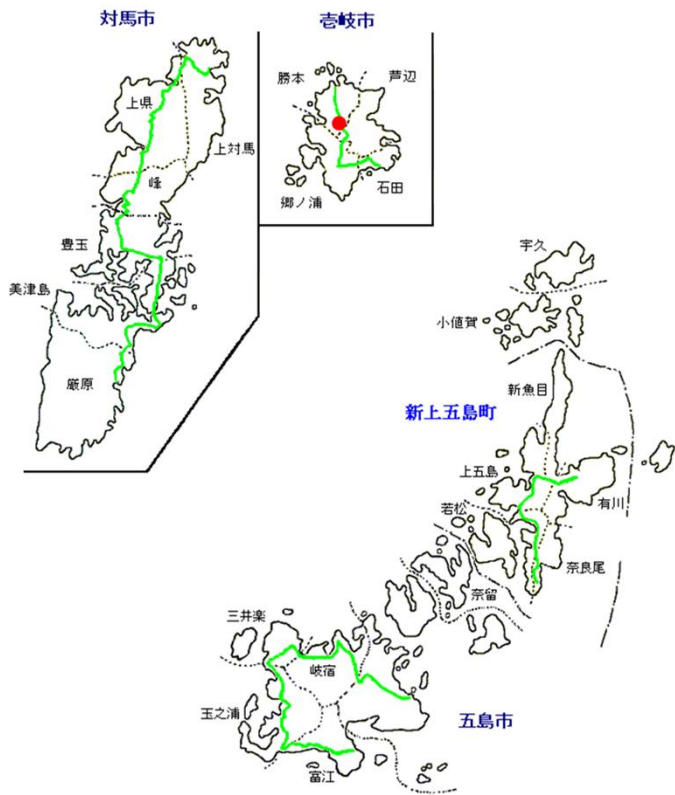 対馬市
壱岐市
上県
上対馬
峰
豊玉
美津島
厳原
勝本
芦辺
郷ノ浦
石田
宇久
小値賀
新魚目
新上五島町
上五島
有川
若松
奈良尾
奈留
三井楽
岐宿
玉之浦
富江
五島市